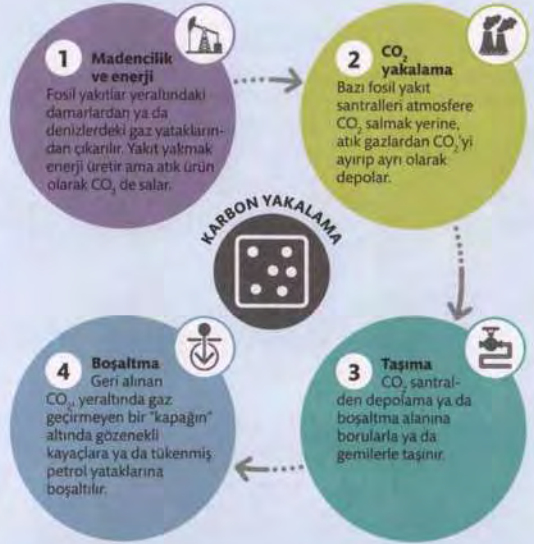 1 Madencilik
ve enerji
Fosil yakıtlar yeraltındaki
damarlardan ya da
denizlerdeki gaz yatakların-
dan çıkarılır. Yakıt yakmak
enerji üretir ama atık ürün
olarak CO₂ de salar.
2 CO₂
yakalama
Bazı fosil yakıt
santralleri atmosfere
CO₂ salmak yerine,
atık gazlardan CO₂'yi
ayırıp ayrı olarak
depolar.
KARBON YAKALAMA
3 Taşıma
CO₂ santral-
den depolama ya da
boşaltma alanına
borularla ya da
gemilerle taşınır.
4 Boşaltma
Geri alınan
CO₂, yeraltında gaz
geçirmeyen bir "kapağın"
altında gözenekli
kayaçlara ya da tükenmiş
petrol yataklarına
boşaltılır.